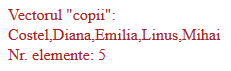 Vectorul "copii":
Costel,Diana,Emilia,Linus,Mihai
Nr. elemente: 5